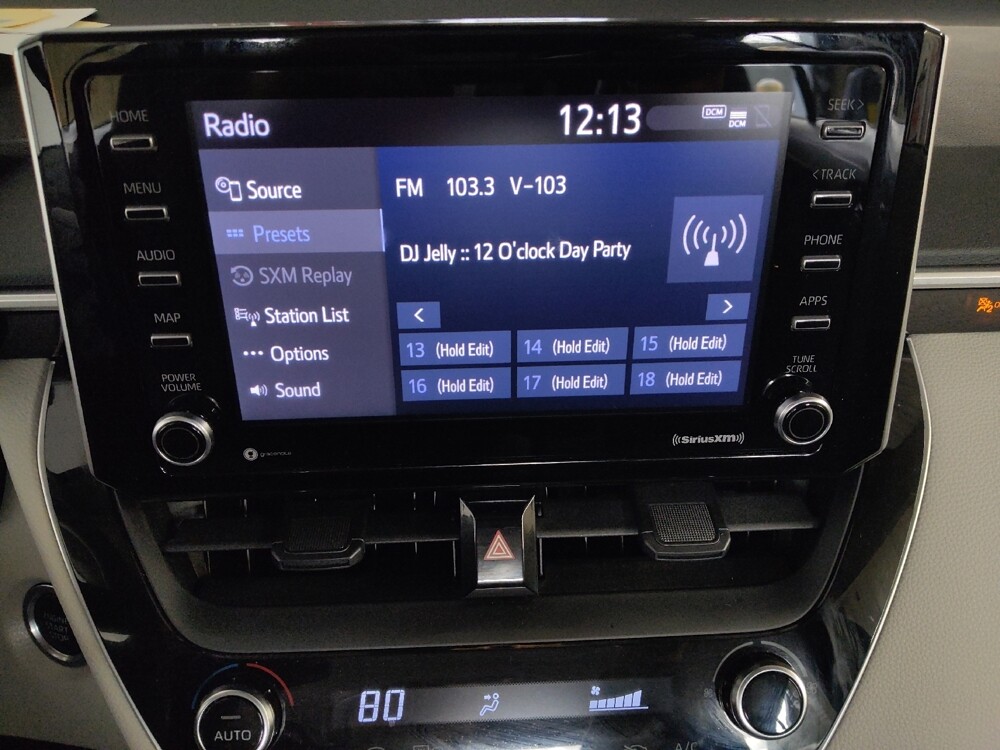 HOME
MENU
AUDIO
MAP
POWER
VOLUME
Radio
12:13
DCM
DCM
Source
Presets
SXM Replay
Station List
Options
Sound
FM 103.3 V-103
DJ Jelly :: 12 O'clock Day Party
<
>
13 (Hold Edit) 14 (Hold Edit) 15 (Hold Edit)
16 (Hold Edit) 17 (Hold Edit) 18 (Hold Edit)
SEEK >
< TRACK
PHONE
APPS
TUNE
SCROLL
gracenote
((SiriusXM))
80
AUTO
A/C